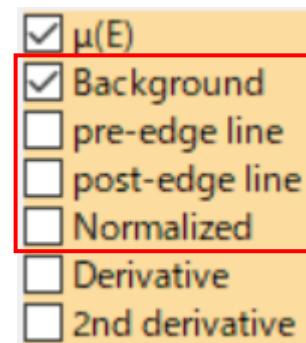 μ(E)
Background
pre-edge line
post-edge line
Normalized
Derivative
2nd derivative